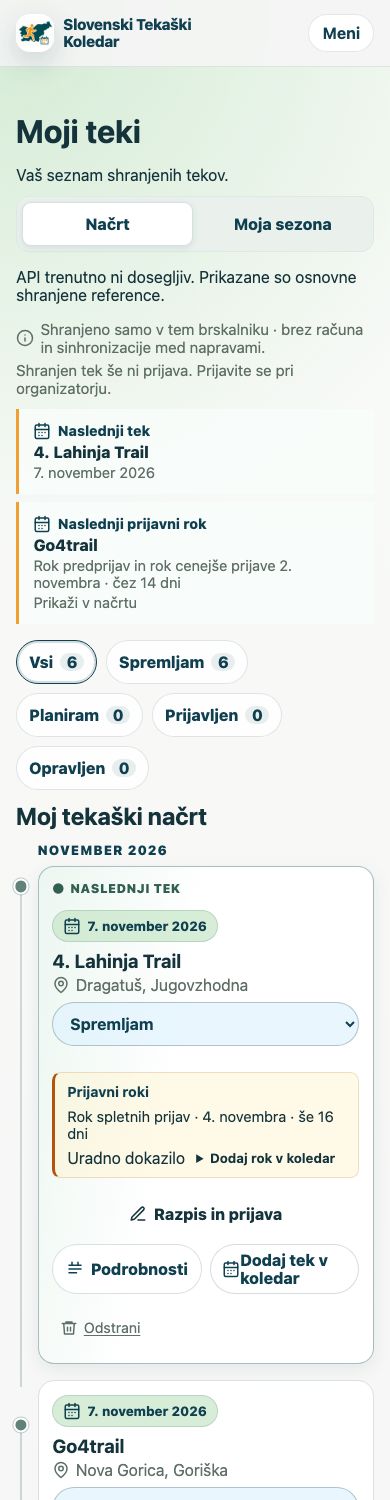 Slovenski Tekaški
Koledar
Meni
Moji teki
Vaš seznam shranjenih tekov.
Načrt
Moja sezona
API trenutno ni dosegljiv. Prikazane so osnovne
shranjene reference.
Shranjeno samo v tem brskalniku · brez računa
in sinhronizacije med napravami.
Shranjen tek še ni prijava. Prijavite se pri
organizatorju.
Naslednji tek
4. Lahinja Trail
7. november 2026
Naslednji prijavni rok
Go4trail
Rok predprijav in rok cenejše prijave 2.
novembra · čez 14 dni
Prikaži v načrtu
Vsi 6
Spremljam 6
Planiram 0
Prijavljen 0
Opravljen 0
Moj tekaški načrt
NOVEMBER 2026
NASLEDNJI TEK
7. november 2026
4. Lahinja Trail
Dragatuš, Jugovzhodna
Spremljam
Prijavni roki
Rok spletnih prijav · 4. novembra · še 16
dni
Uradno dokazilo ▶ Dodaj rok v koledar
Razpis in prijava
Podrobnosti
Dodaj tek v
koledar
Odstrani
7. november 2026
Go4trail
Nova Gorica, Goriška